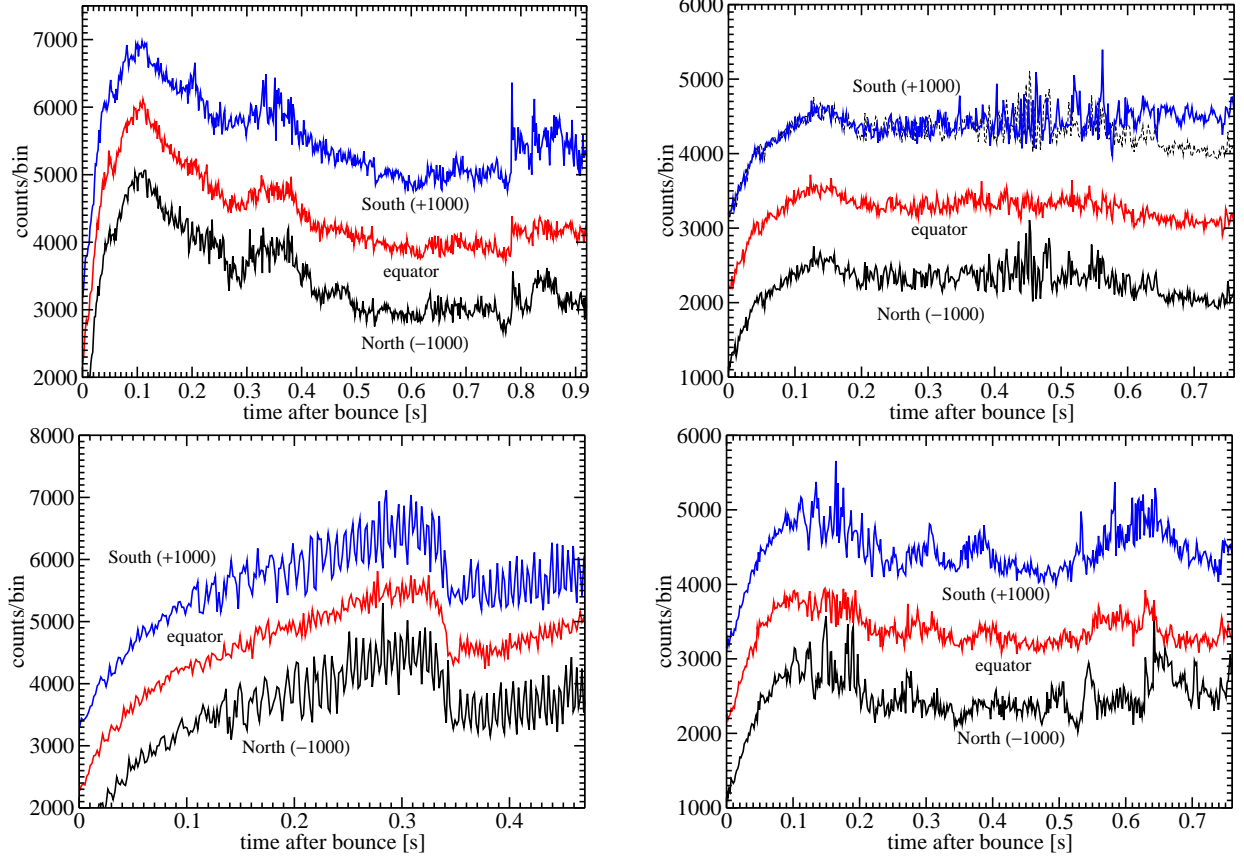 7000
6000
5000
4000
3000
2000
counts/bin
South (+1000)
equator
North (−1000)
0 0.1 0.2 0.3 0.4 0.5 0.6 0.7 0.8 0.9
time after bounce [s]
6000
5000
4000
3000
2000
1000
counts/bin
South (+1000)
equator
North (−1000)
0 0.1 0.2 0.3 0.4 0.5 0.6 0.7
time after bounce [s]
8000
7000
6000
5000
4000
3000
2000
counts/bin
South (+1000)
equator
North (−1000)
0 0.1 0.2 0.3 0.4
time after bounce [s]
6000
5000
4000
3000
2000
1000
counts/bin
South (+1000)
equator
North (−1000)
0 0.1 0.2 0.3 0.4 0.5 0.6 0.7
time after bounce [s]